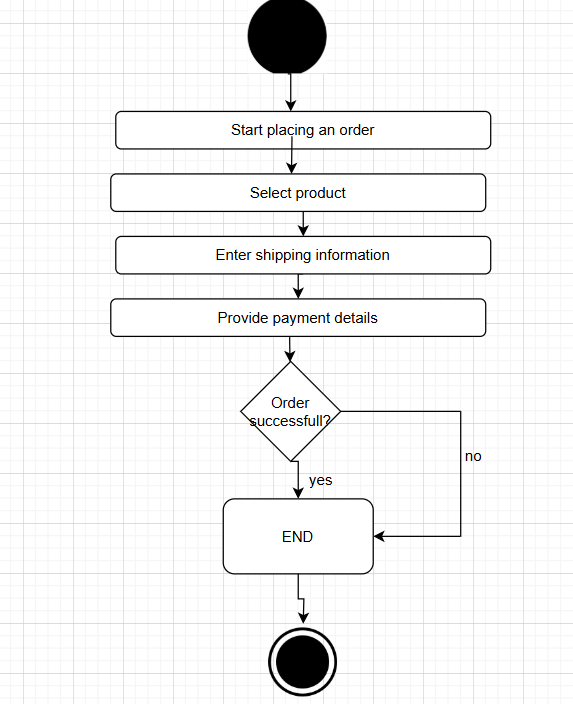 Start placing an order
Select product
Enter shipping information
Provide payment details
Order
successfull?
no
yes
END